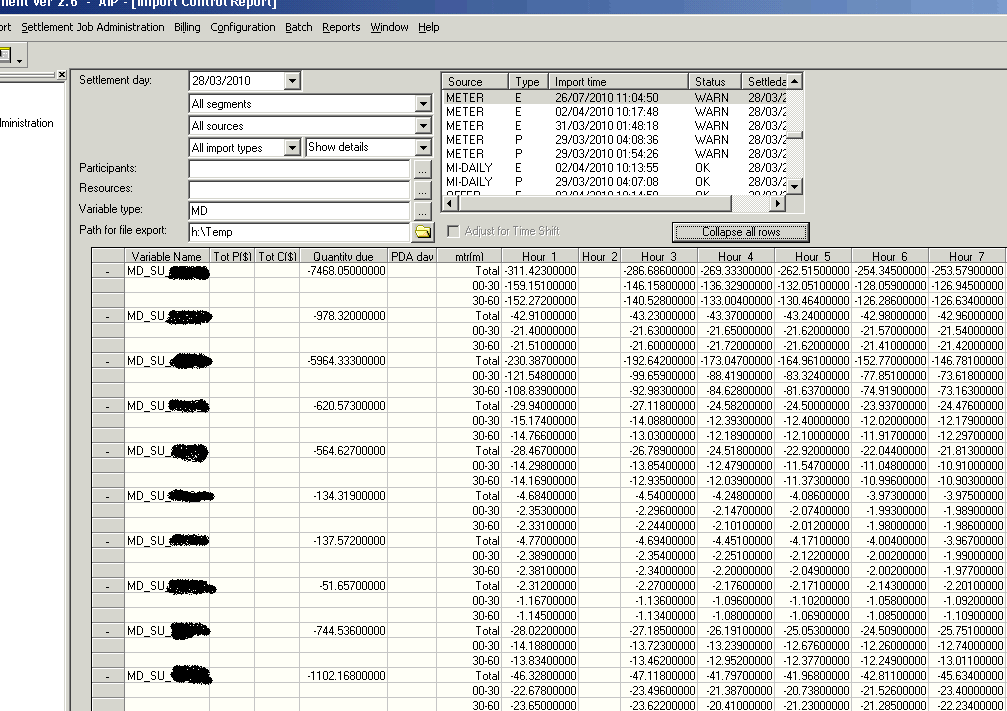 ment ver 2.6 - AIP - [Import Control Report]
ort Settlement Job Administration Billing Configuration Batch Reports Window Help
dministration
Settlement day: 28/03/2010
All segments
All sources
All import types Show details
Participants: ...
Resources: ...
Variable type: MD ...
Path for file export: h:\Temp
Source Type Import time Status Settleda
METER E 26/07/2010 11:04:50 WARN 28/03/2
METER E 02/04/2010 10:17:48 WARN 28/03/2
METER E 31/03/2010 01:48:18 WARN 28/03/2
METER P 29/03/2010 04:08:36 WARN 28/03/2
METER P 29/03/2010 01:54:26 WARN 28/03/2
MI-DAILY E 02/04/2010 10:13:55 OK 28/03/2
MI-DAILY P 29/03/2010 04:07:08 OK 28/03/2
Adjust for Time Shift Collapse all rows
Variable Name Tot P($) Tot C($) Quantity due PDA dav mtr(m) Hour 1 Hour 2 Hour 3 Hour 4 Hour 5 Hour 6 Hour 7
- MD_SU_ -7468.05000000 Total -311.42300000 -286.68600000 -269.33300000 -262.51500000 -254.34500000 -253.57900000
00-30 -159.15100000 -146.15800000 -136.32900000 -132.05100000 -128.05900000 -126.94500000
30-60 -152.27200000 -140.52800000 -133.00400000 -130.46400000 -126.28600000 -126.63400000
- MD_SU_ -978.32000000 Total -42.91000000 -43.23000000 -43.37000000 -43.24000000 -42.98000000 -42.96000000
00-30 -21.40000000 -21.63000000 -21.65000000 -21.62000000 -21.57000000 -21.54000000
30-60 -21.51000000 -21.60000000 -21.72000000 -21.62000000 -21.41000000 -21.42000000
- MD_SU_ -5964.33300000 Total -230.38700000 -192.64200000 -173.04700000 -164.96100000 -152.77000000 -146.78100000
00-30 -121.54800000 -99.65900000 -88.41900000 -83.32400000 -77.85100000 -73.61800000
30-60 -108.83900000 -92.98300000 -84.62800000 -81.63700000 -74.91900000 -73.16300000
- MD_SU_ -620.57300000 Total -29.94000000 -27.11800000 -24.58200000 -24.50000000 -23.93700000 -24.47600000
00-30 -15.17400000 -14.08800000 -12.39300000 -12.40000000 -12.02000000 -12.17900000
30-60 -14.76600000 -13.03000000 -12.18900000 -12.10000000 -11.91700000 -12.29700000
- MD_SU_ -564.62700000 Total -28.46700000 -26.78900000 -24.51800000 -22.92000000 -22.04400000 -21.81300000
00-30 -14.29800000 -13.85400000 -12.47900000 -11.54700000 -11.04800000 -10.91000000
30-60 -14.16900000 -12.93500000 -12.03900000 -11.37300000 -10.99600000 -10.90300000
- MD_SU_ -134.31900000 Total -4.68400000 -4.54000000 -4.24800000 -4.08600000 -3.97300000 -3.97500000
00-30 -2.35300000 -2.29600000 -2.14700000 -2.07400000 -1.99300000 -1.98900000
30-60 -2.33100000 -2.24400000 -2.10100000 -2.01200000 -1.98000000 -1.98600000
- MD_SU_ -137.57200000 Total -4.77000000 -4.69400000 -4.45100000 -4.17100000 -4.00400000 -3.96700000
00-30 -2.38900000 -2.35400000 -2.25100000 -2.12200000 -2.00200000 -1.99000000
30-60 -2.38100000 -2.34000000 -2.20000000 -2.04900000 -2.00200000 -1.97700000
- MD_SU_ -51.65700000 Total -2.31200000 -2.27000000 -2.17600000 -2.17100000 -2.14300000 -2.20100000
00-30 -1.16700000 -1.13600000 -1.09600000 -1.10200000 -1.05800000 -1.09200000
30-60 -1.14500000 -1.13400000 -1.08000000 -1.06900000 -1.08500000 -1.10900000
- MD_SU_ -744.53600000 Total -28.02200000 -27.18500000 -26.19100000 -25.05300000 -24.50900000 -25.75100000
00-30 -14.18800000 -13.72300000 -13.23900000 -12.67600000 -12.26000000 -12.74000000
30-60 -13.83400000 -13.46200000 -12.95200000 -12.37700000 -12.24900000 -13.01100000
- MD_SU_ -1102.16800000 Total -46.32800000 -47.11800000 -41.79700000 -41.96800000 -42.81100000 -45.63400000
00-30 -22.67800000 -23.49600000 -21.38700000 -20.73800000 -21.52600000 -23.40000000
30-60 -23.65000000 -23.62200000 -20.41000000 -21.23000000 -21.28500000 -22.23400000